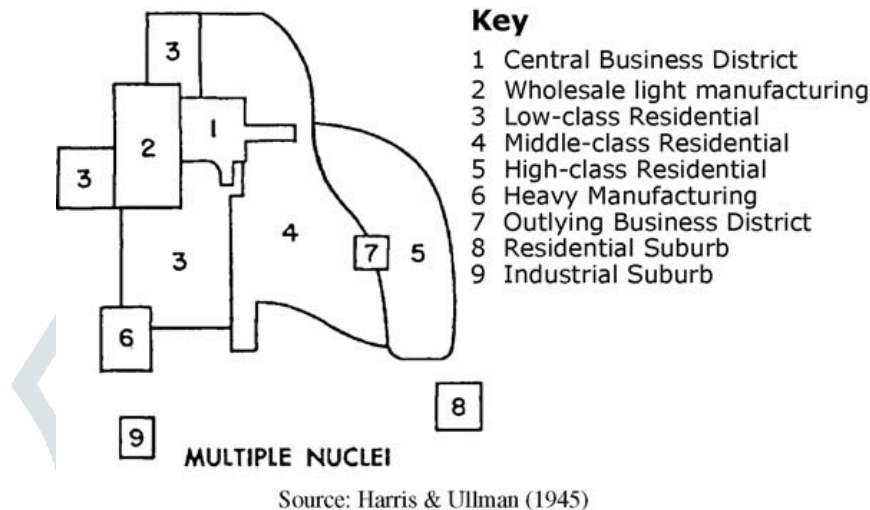 3
1
2
3
4
3
7
5
6
8
9
MULTIPLE NUCLEI
Key
1 Central Business District
2 Wholesale light manufacturing
3 Low-class Residential
4 Middle-class Residential
5 High-class Residential
6 Heavy Manufacturing
7 Outlying Business District
8 Residential Suburb
9 Industrial Suburb
Source: Harris & Ullman (1945)